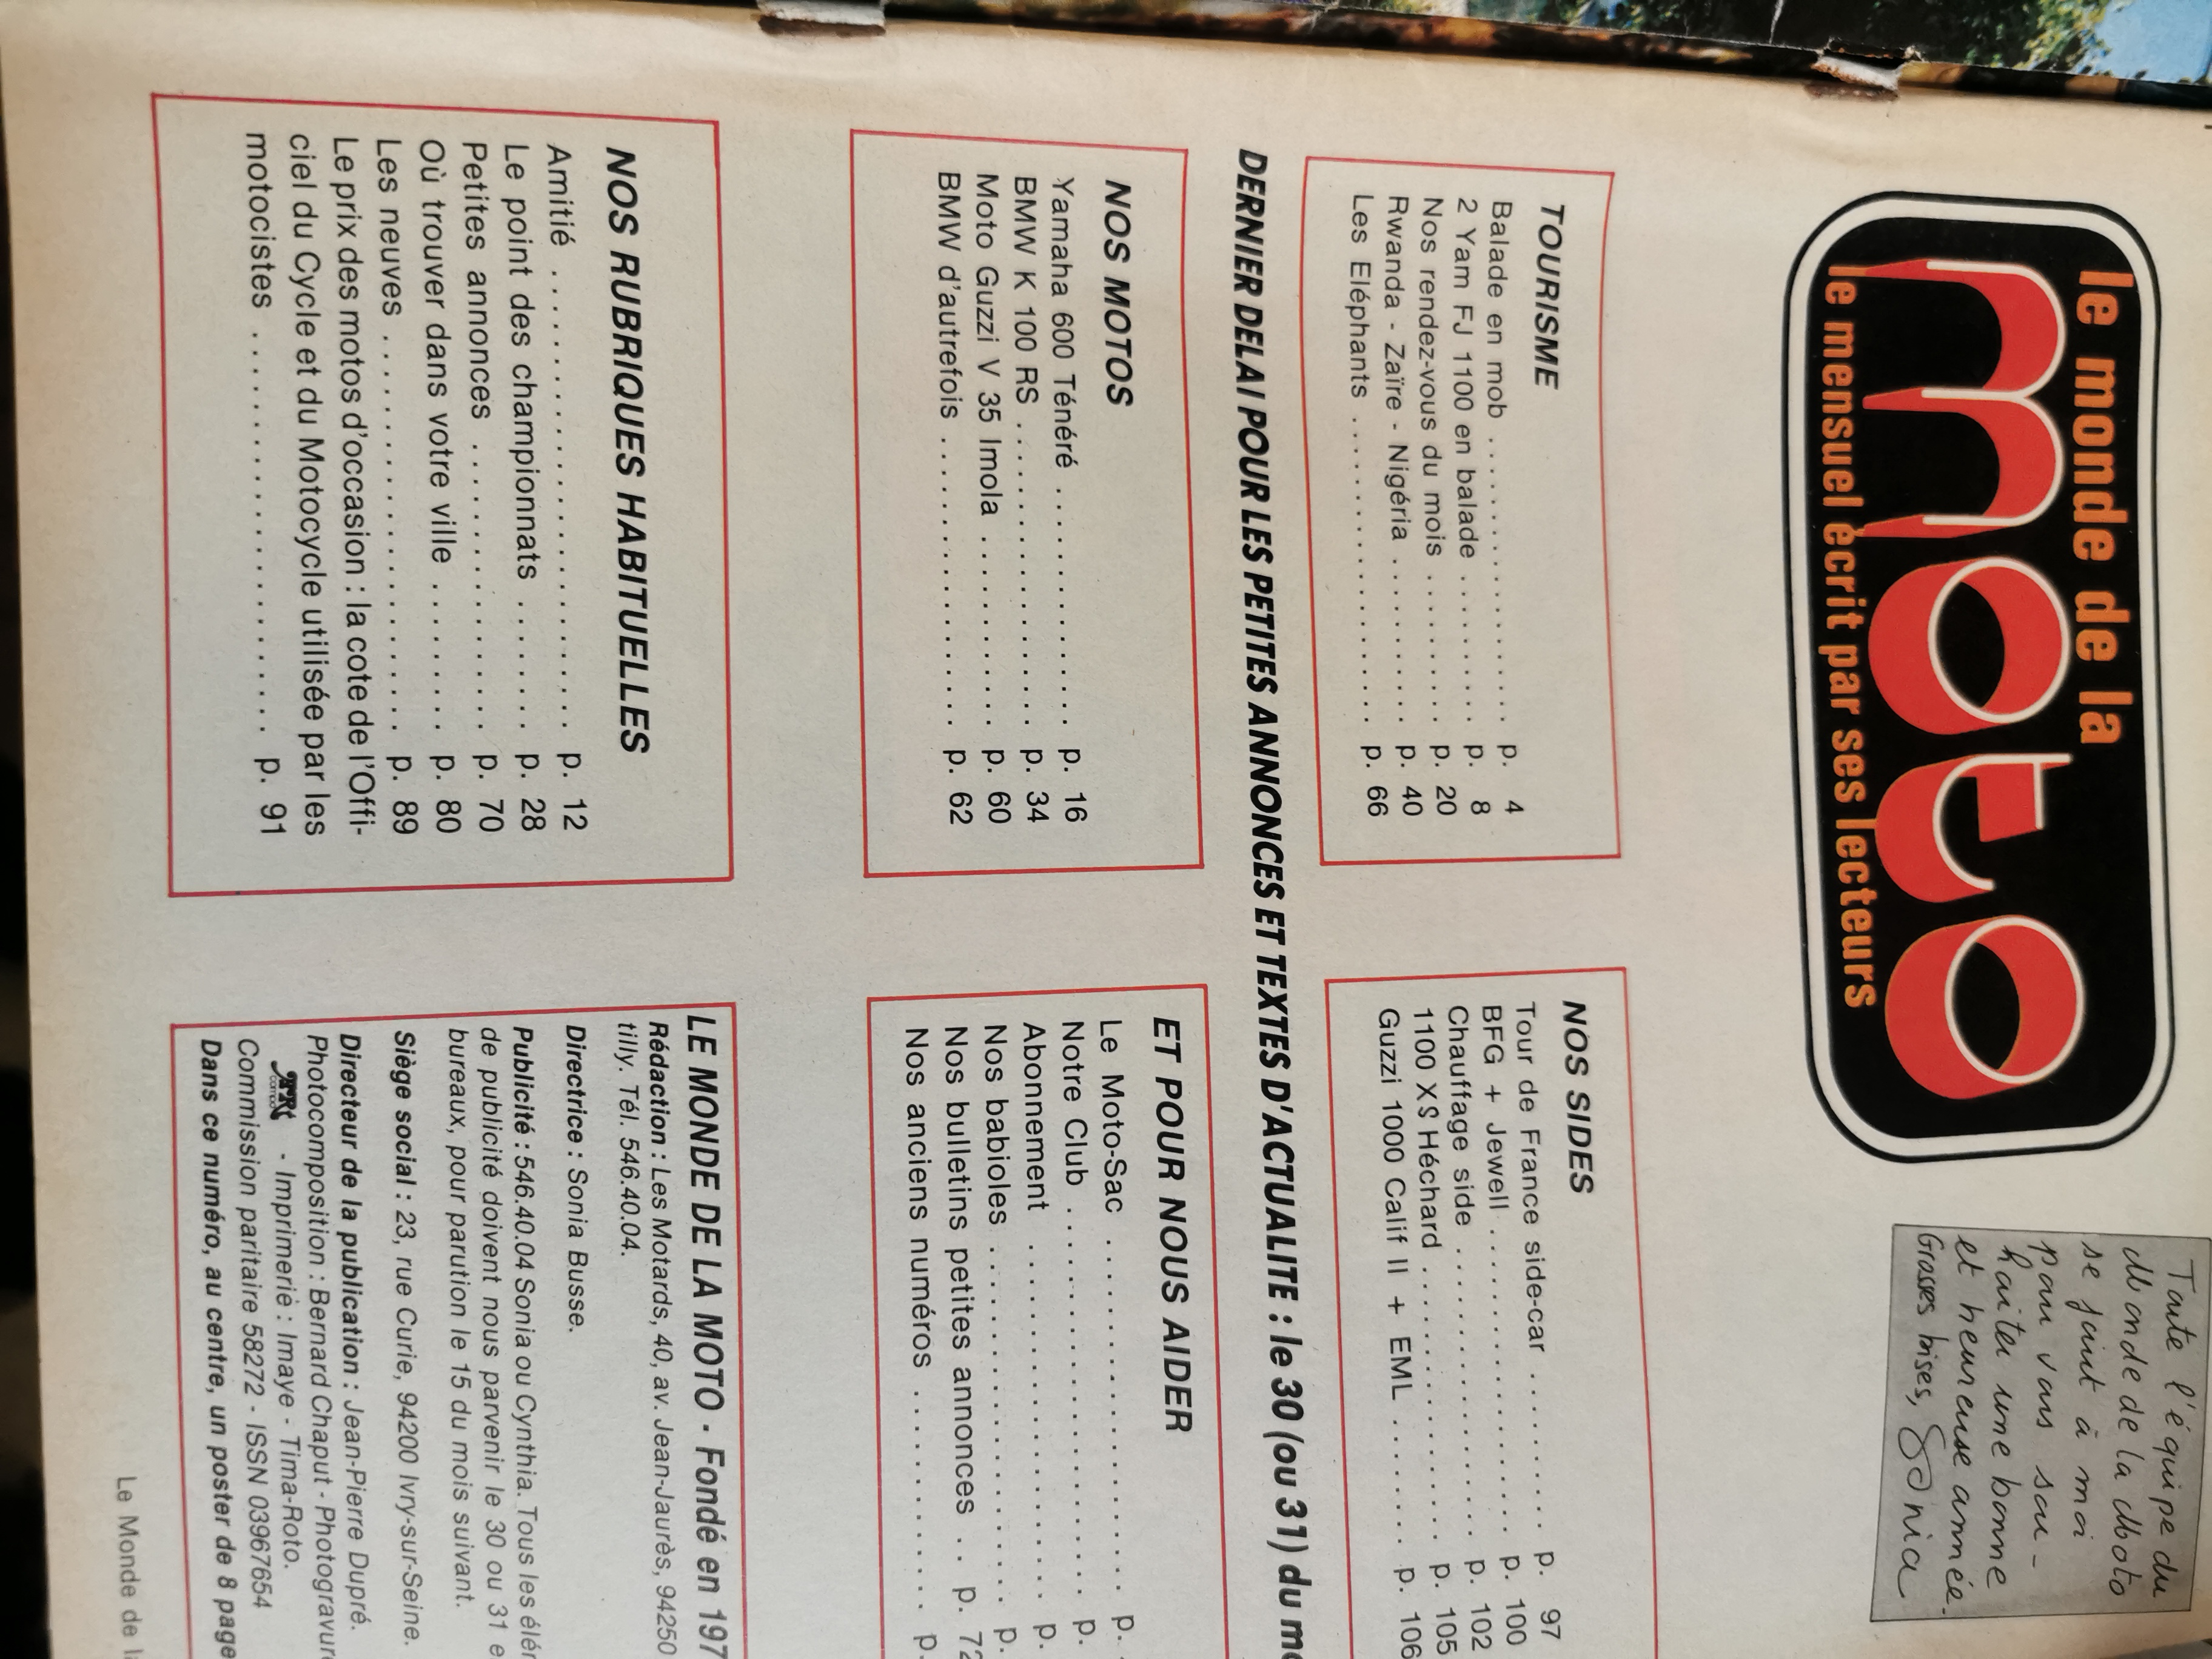 le monde de la
moto
le mensuel écrit par ses lecteurs
Toute l'équipe du
Monde de la Moto
se joint à moi
pour vous sou-
haiter une bonne
et heureuse année.
Grosses bises, Sonia
TOURISME
Balade en mob . . . . . . . . . . . . . . . . p. 4
2 Yam FJ 1100 en balade . . . . . . . . . p. 8
Nos rendez-vous du mois . . . . . . . . . p. 20
Rwanda - Zaïre - Nigéria . . . . . . . . . . p. 40
Les Eléphants . . . . . . . . . . . . . . . . . . p. 66
NOS SIDES
Tour de France side-car . . . . . . . . . . p. 97
BFG + Jewell . . . . . . . . . . . . . . . . . . p. 100
Chauffage side . . . . . . . . . . . . . . . . . p. 102
1100 XS Héchard . . . . . . . . . . . . . . . . p. 105
Guzzi 1000 Calif II + EML . . . . . . . . p. 106
DERNIER DELAI POUR LES PETITES ANNONCES ET TEXTES D'ACTUALITE : le 30 (ou 31) du
NOS MOTOS
Yamaha 600 Ténéré . . . . . . . . . . . . . p. 16
BMW K 100 RS . . . . . . . . . . . . . . . . . p. 34
Moto Guzzi V 35 Imola . . . . . . . . . . . p. 60
BMW d'autrefois . . . . . . . . . . . . . . . . p. 62
ET POUR NOUS AIDER
Le Moto-Sac . . . . . . . . . . . . . . . . . . . p.
Notre Club . . . . . . . . . . . . . . . . . . . . p.
Abonnement . . . . . . . . . . . . . . . . . . . p.
Nos babioles . . . . . . . . . . . . . . . . . . . p.
Nos bulletins petites annonces . . p. 72
Nos anciens numéros . . . . . . . . . . . . p.
NOS RUBRIQUES HABITUELLES
Amitié . . . . . . . . . . . . . . . . . . . . . . . p. 12
Le point des championnats . . . . . . . p. 28
Petites annonces . . . . . . . . . . . . . . . p. 70
Où trouver dans votre ville . . . . . . . . p. 80
Les neuves . . . . . . . . . . . . . . . . . . . . p. 89
Le prix des motos d'occasion : la cote de l'Offi-
ciel du Cycle et du Motocycle utilisée par les
motocistes . . . . . . . . . . . . . . . . . . . . p. 91
LE MONDE DE LA MOTO - Fondé en 197
Rédaction : Les Motards, 40, av. Jean-Jaurès, 94250
tilly. Tél. 546.40.04.
Directrice : Sonia Busse.
Publicité : 546.40.04 Sonia ou Cynthia. Tous les élém
de publicité doivent nous parvenir le 30 ou 31 e
bureaux, pour parution le 15 du mois suivant.
Siège social : 23, rue Curie, 94200 Ivry-sur-Seine.
Directeur de la publication : Jean-Pierre Dupré.
Photocomposition : Bernard Chaput - Photogravure
- Imprimerie : Imaye - Tima-Roto.
Commission paritaire 58272 - ISSN 03967654
Dans ce numéro, au centre, un poster de 8 page
Le Monde de la